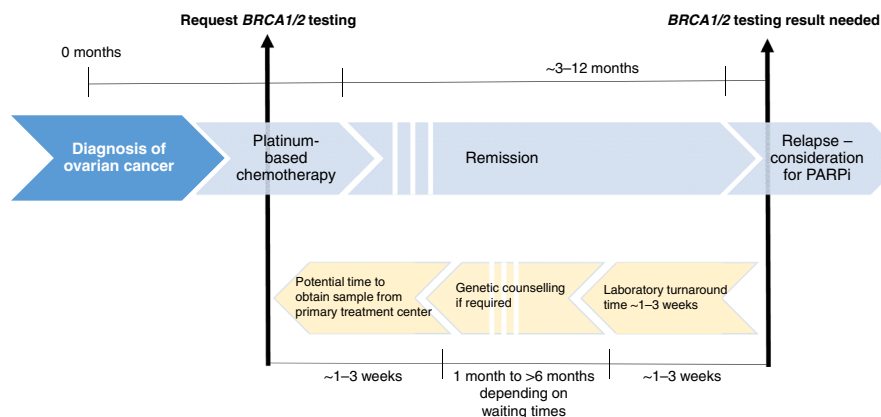 Request BRCA1/2 testing
BRCA1/2 testing result needed
0 months
~3–12 months
Diagnosis of
ovarian cancer
Platinum-
based
chemotherapy
Remission
Relapse –
consideration
for PARPi
Potential time to
obtain sample from
primary treatment center
Genetic counselling
if required
Laboratory turnaround
time ~1–3 weeks
~1–3 weeks
1 month to >6 months
depending on
waiting times
~1–3 weeks